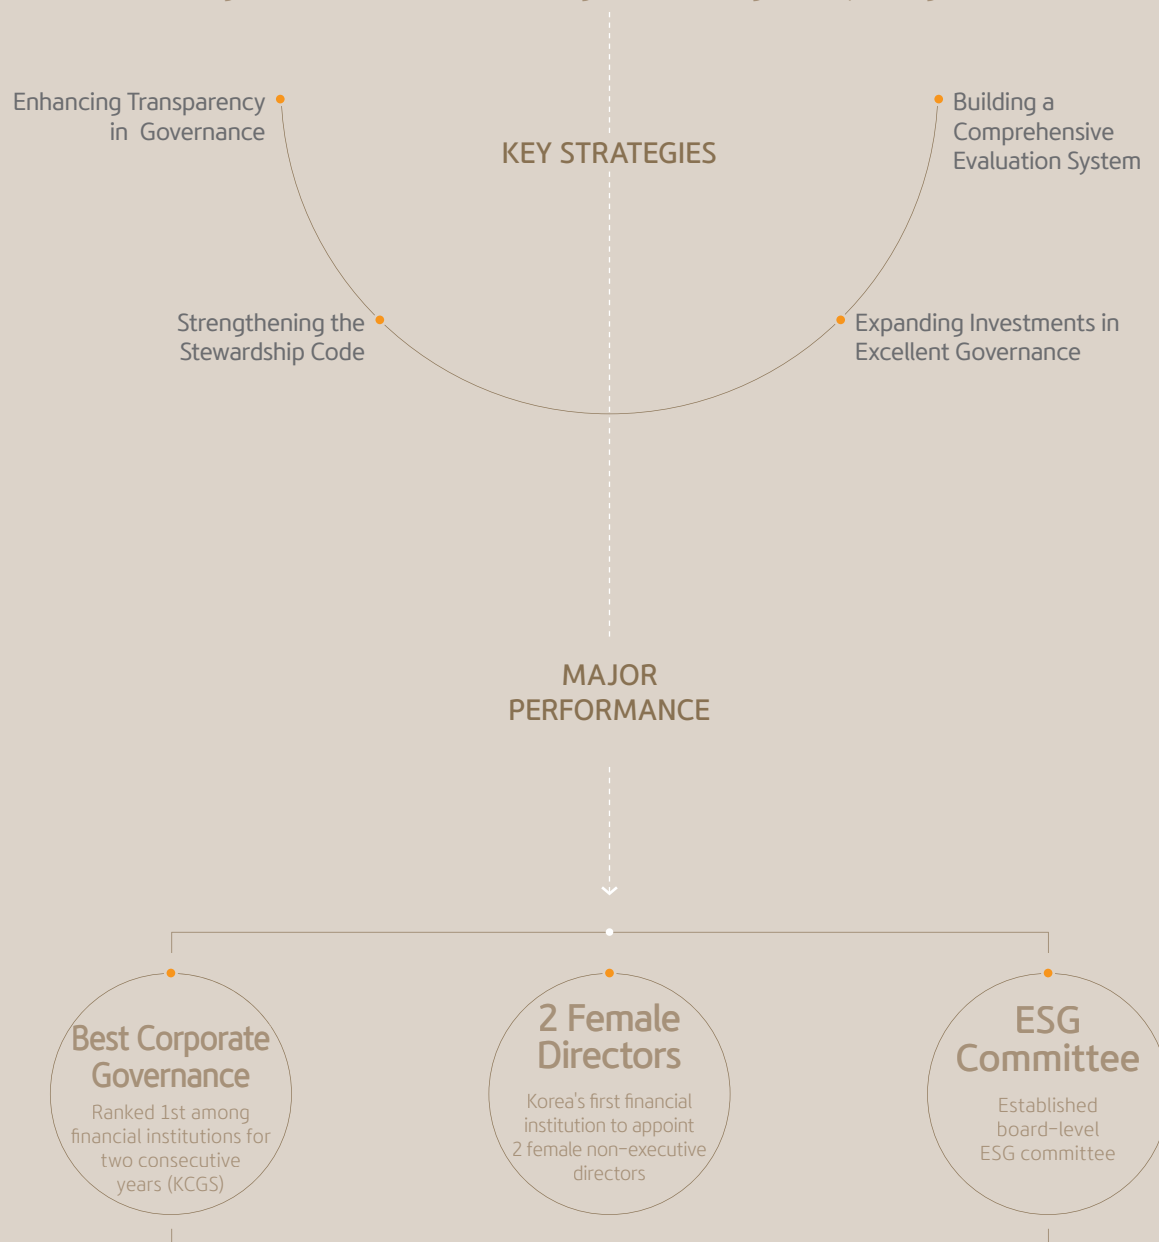 Enhancing Transparency
in Governance
KEY STRATEGIES
Building a
Comprehensive
Evaluation System
Strengthening the
Stewardship Code
Expanding Investments in
Excellent Governance
MAJOR
PERFORMANCE
Best Corporate
Governance
Ranked 1st among
financial institutions for
two consecutive
years (KCGS)
2 Female
Directors
Korea's first financial
institution to appoint
2 female non-executive
directors
ESG
Committee
Established
board-level
ESG committee